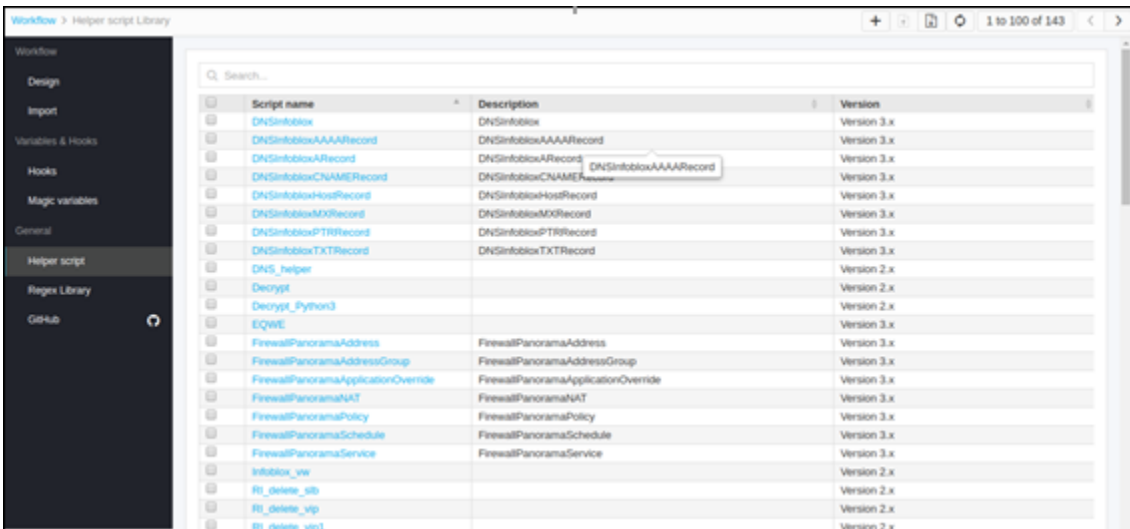 Workflow > Helper script Library
1 to 100 of 143
Workflow
Design
Import
Variables & Hooks
Hooks
Magic variables
General
Helper script
Regex Library
GitHub
Search...
Script name Description Version
DNSInfoblox DNSInfoblox Version 3.x
DNSInfobloxAAAARecord DNSInfobloxAAAARecord Version 3.x
DNSInfobloxARecord DNSInfobloxARecord Version 3.x
DNSInfobloxAAAARecord
DNSInfobloxCNAMERecord DNSInfobloxCNAMERecord Version 3.x
DNSInfobloxHostRecord DNSInfobloxHostRecord Version 3.x
DNSInfobloxMXRecord DNSInfobloxMXRecord Version 3.x
DNSInfobloxPTRRecord DNSInfobloxPTRRecord Version 3.x
DNSInfobloxTXTRecord DNSInfobloxTXTRecord Version 3.x
DNS_helper Version 2.x
Decrypt Version 2.x
Decrypt_Python3 Version 2.x
EQWE Version 3.x
FirewallPanoramaAddress FirewallPanoramaAddress Version 3.x
FirewallPanoramaAddressGroup FirewallPanoramaAddressGroup Version 3.x
FirewallPanoramaApplicationOverride FirewallPanoramaApplicationOverride Version 3.x
FirewallPanoramaNAT FirewallPanoramaNAT Version 3.x
FirewallPanoramaPolicy FirewallPanoramaPolicy Version 3.x
FirewallPanoramaSchedule FirewallPanoramaSchedule Version 3.x
FirewallPanoramaService FirewallPanoramaService Version 3.x
Infoblox_vw Version 2.x
RI_delete_slb Version 2.x
RI_delete_vip Version 2.x
RI_delete_vip1 Version 2.x